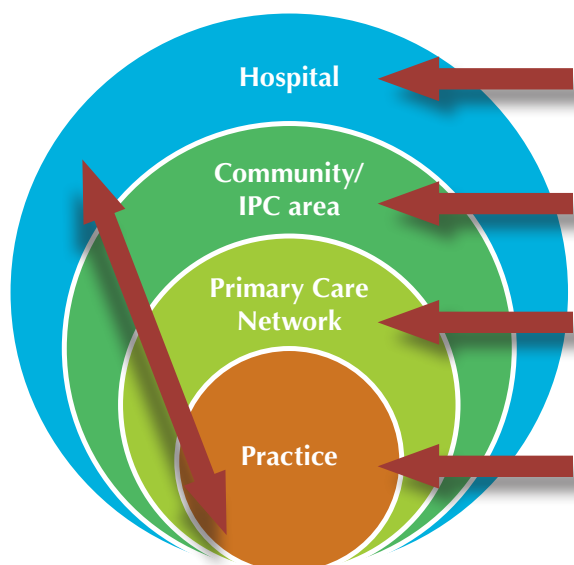 Hospital
Community/
IPC area
Primary Care
Network
Practice